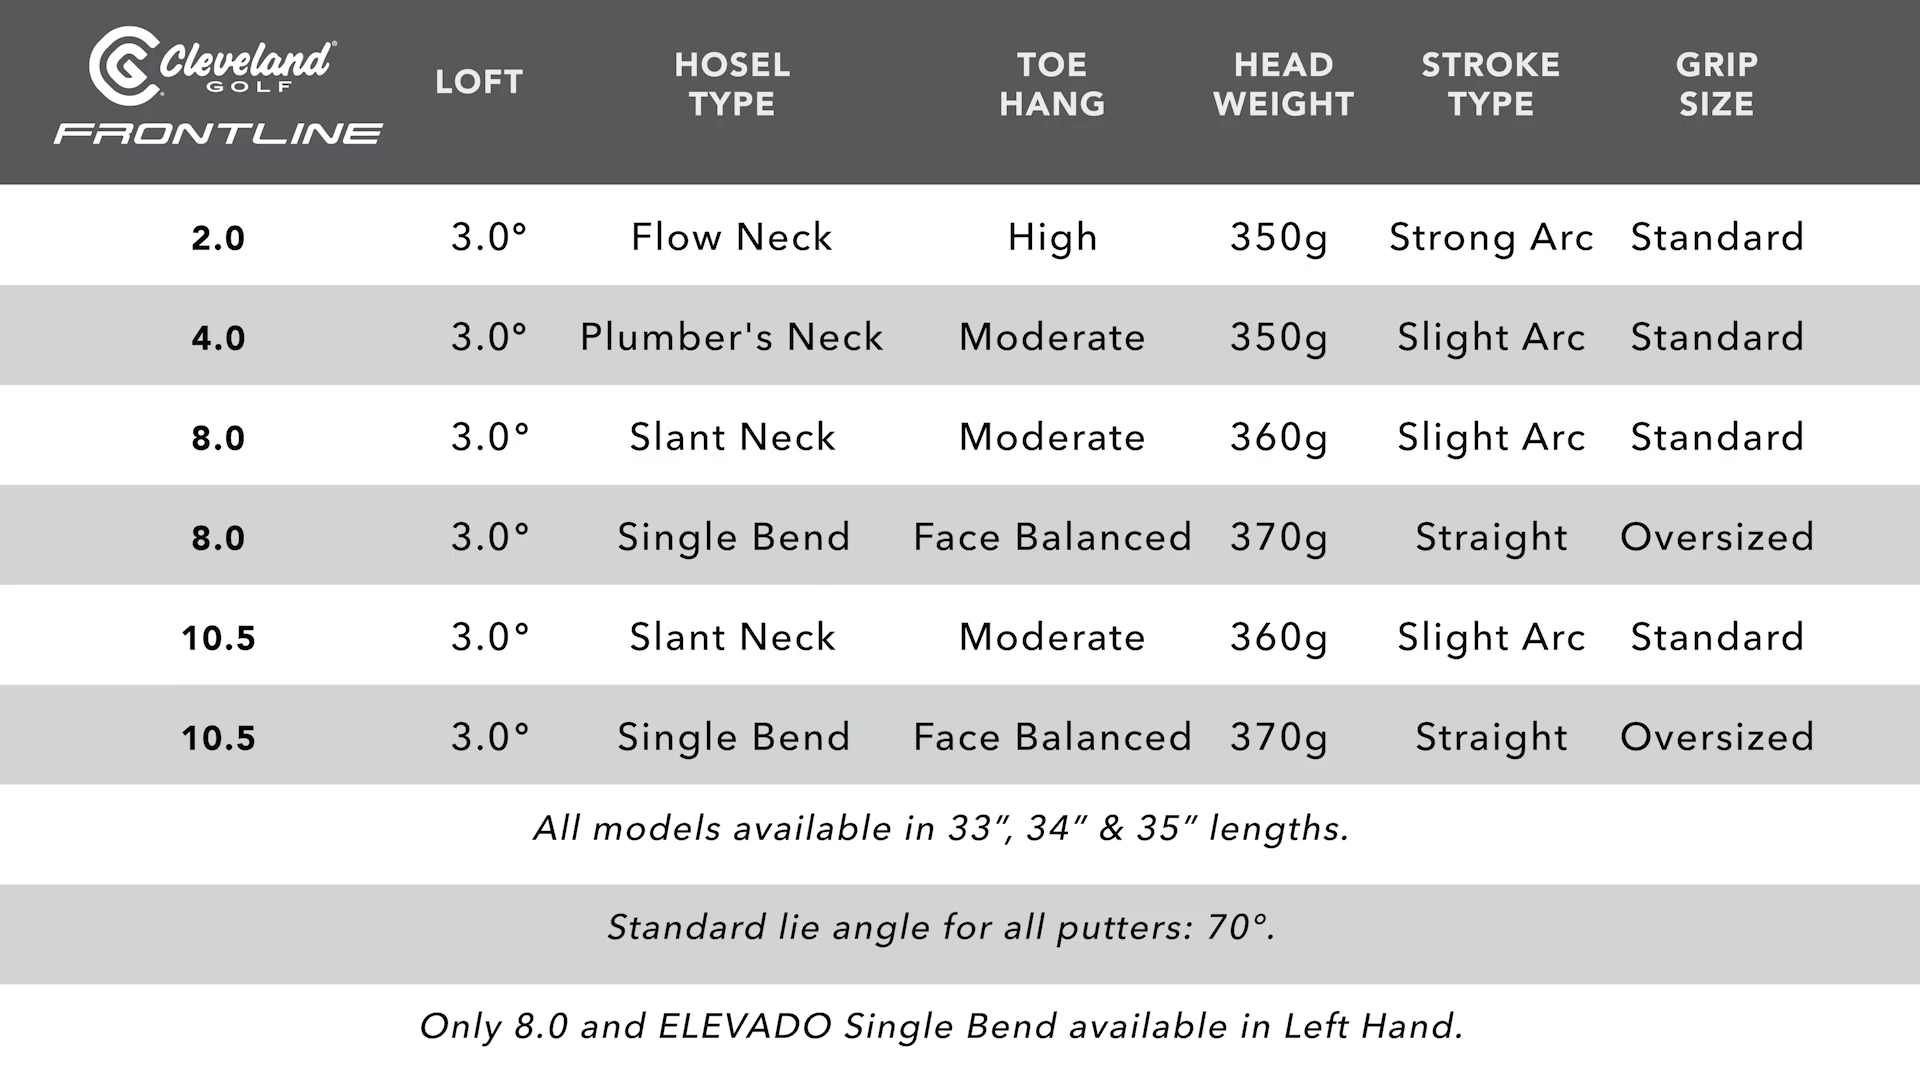 Cleveland®
GOLF
FRONTLINE
LOFT
HOSEL
TYPE
TOE
HANG
HEAD
WEIGHT
STROKE
TYPE
GRIP
SIZE
2.0 3.0° Flow Neck High 350g Strong Arc Standard
4.0 3.0° Plumber's Neck Moderate 350g Slight Arc Standard
8.0 3.0° Slant Neck Moderate 360g Slight Arc Standard
8.0 3.0° Single Bend Face Balanced 370g Straight Oversized
10.5 3.0° Slant Neck Moderate 360g Slight Arc Standard
10.5 3.0° Single Bend Face Balanced 370g Straight Oversized
All models available in 33”, 34” & 35” lengths.
Standard lie angle for all putters: 70°.
Only 8.0 and ELEVADO Single Bend available in Left Hand.